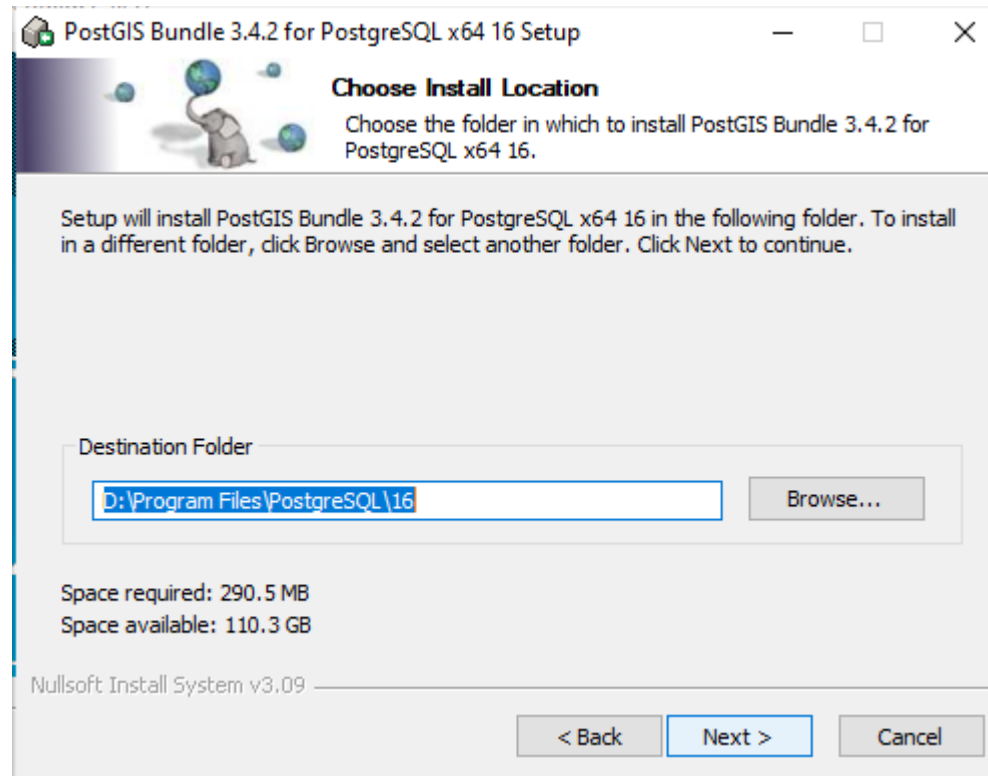 PostGIS Bundle 3.4.2 for PostgreSQL x64 16 Setup
Choose Install Location
Choose the folder in which to install PostGIS Bundle 3.4.2 for
PostgreSQL x64 16.
Setup will install PostGIS Bundle 3.4.2 for PostgreSQL x64 16 in the following folder. To install
in a different folder, click Browse and select another folder. Click Next to continue.
Destination Folder
D:\Program Files\PostgreSQL\16
Browse...
Space required: 290.5 MB
Space available: 110.3 GB
Nullsoft Install System v3.09
< Back
Next >
Cancel